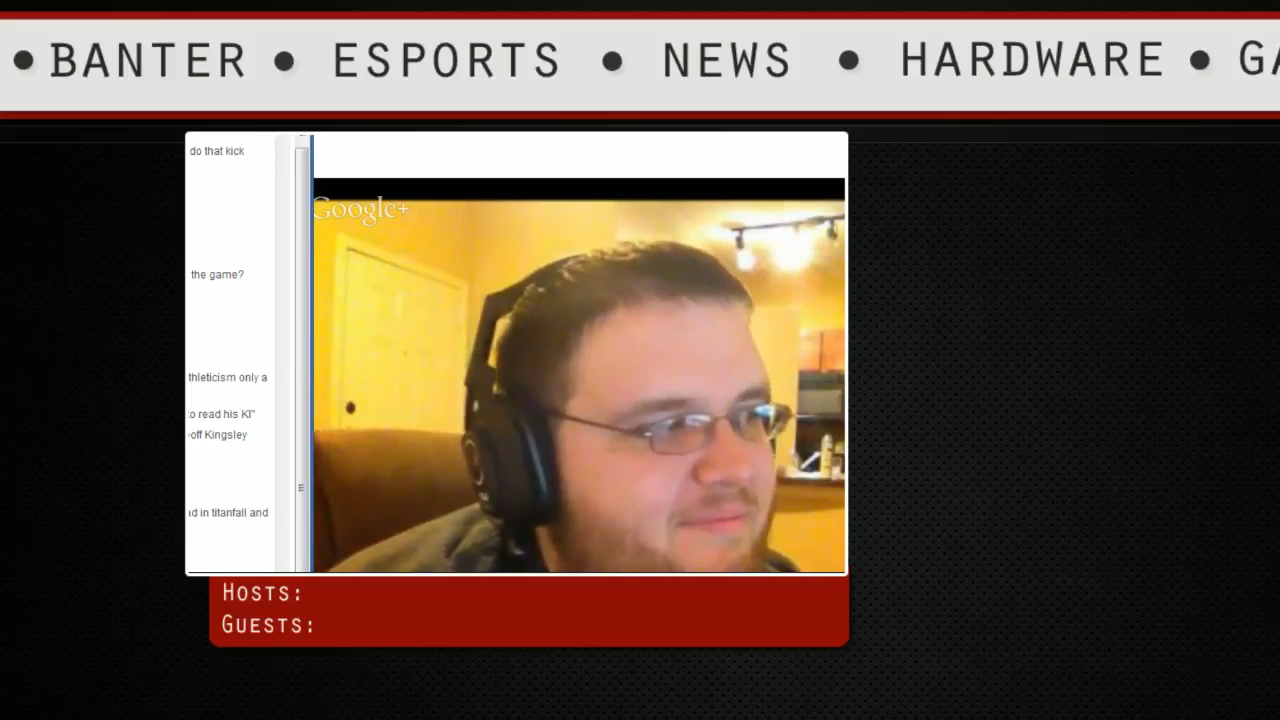 • BANTER • ESPORTS • NEWS • HARDWARE • GA
do that kick
Google+
the game?
thleticism only a
to read his KI"
off Kingsley
ad in titanfall and
HOSTS:
GUESTS: